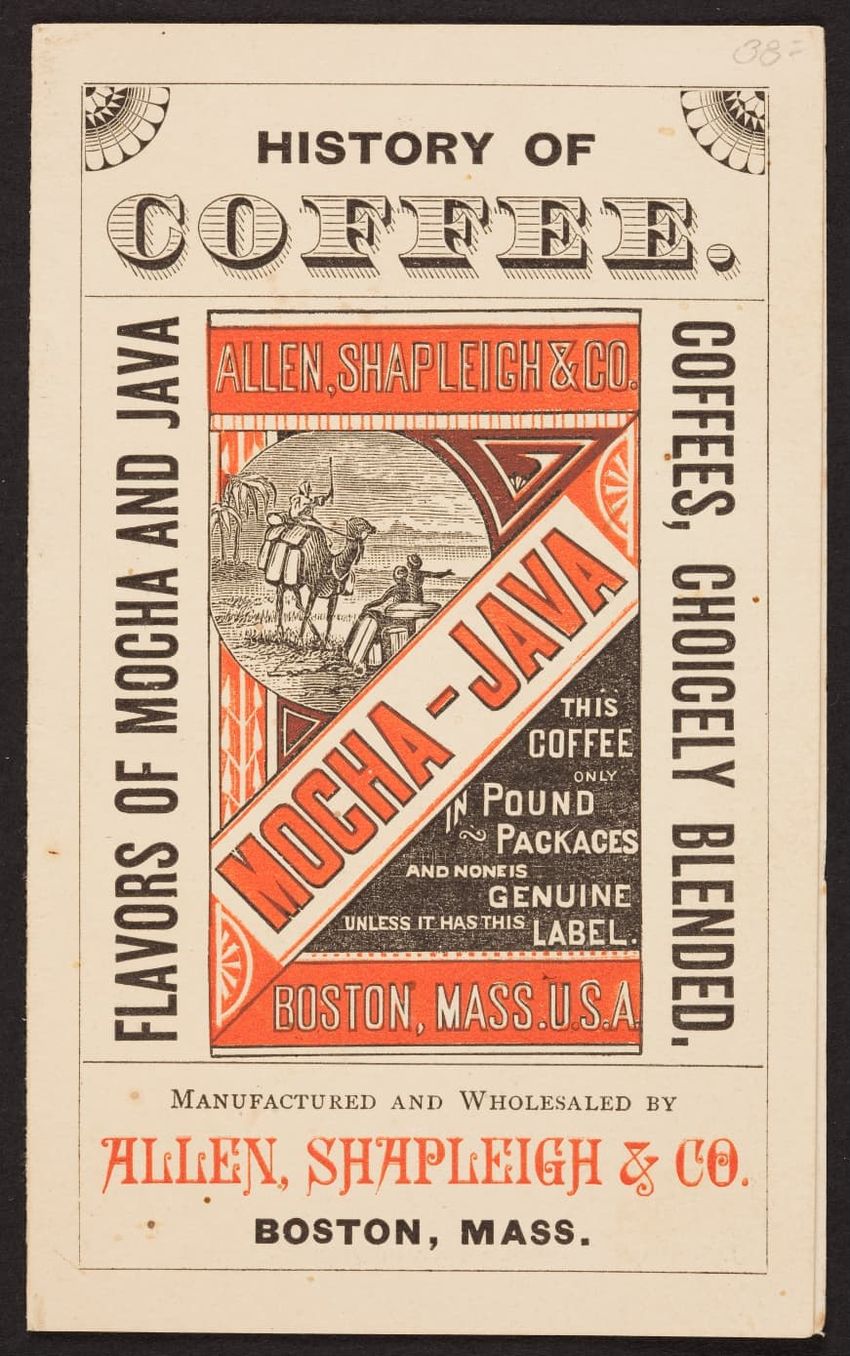 38=
HISTORY OF
COFFEE.
FLAVORS OF MOCHA AND JAVA
ALLEN, SHAPLEIGH & CO.
MOCHA-JAVA
THIS
COFFEE
ONLY
IN POUND
~ PACKAGES
AND NONE IS
GENUINE
UNLESS IT HAS THIS LABEL.
BOSTON, MASS. U.S.A
COFFEES, CHOICELY BLENDED.
MANUFACTURED AND WHOLESALED BY
ALLEN, SHAPLEIGH & CO.
BOSTON, MASS.